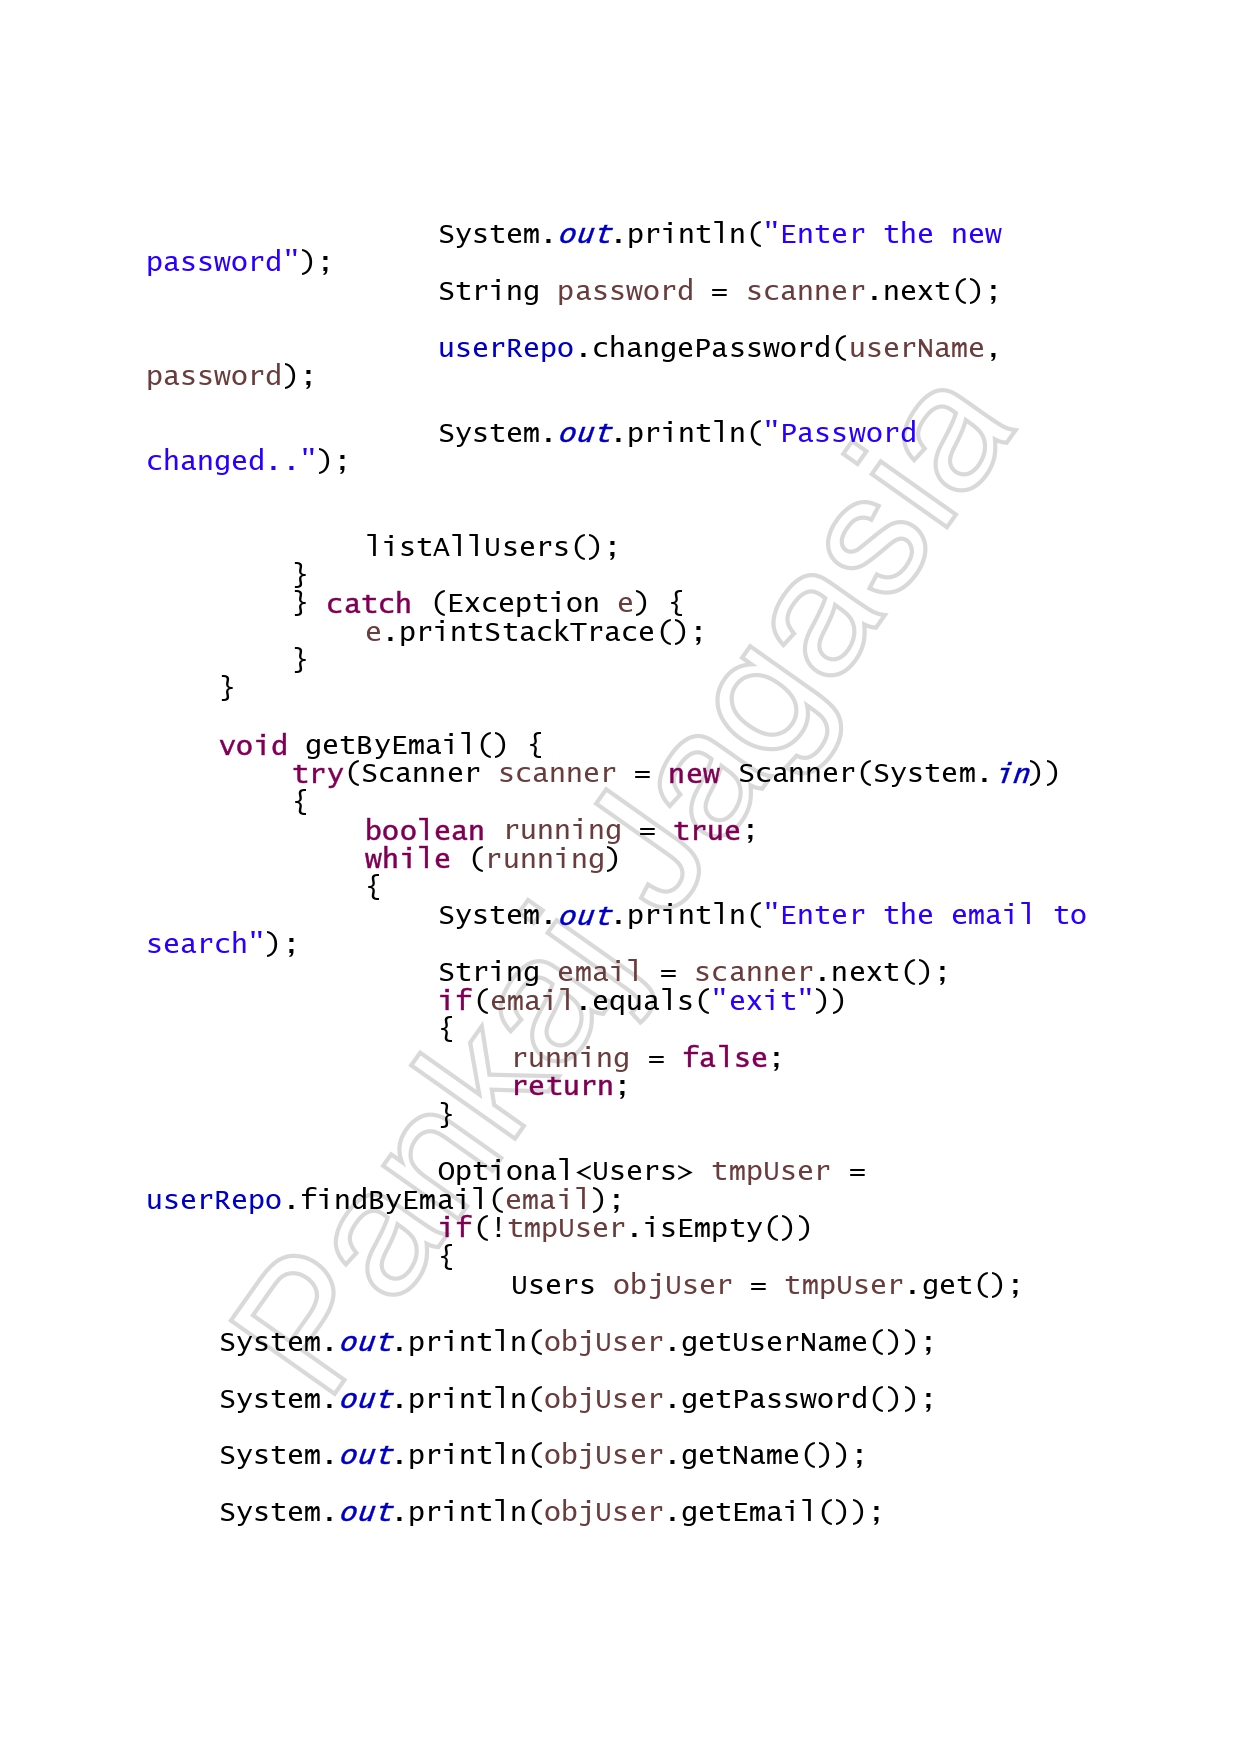 System.out.println("Enter the new
password");
String password = scanner.next();
userRepo.changePassword(userName,
password);
System.out.println("Password
changed..");
listAllUsers();
}
} catch (Exception e) {
e.printStackTrace();
}
}
void getByEmail() {
try(Scanner scanner = new Scanner(System.in))
{
boolean running = true;
while (running)
{
System.out.println("Enter the email to
search");
String email = scanner.next();
if(email.equals("exit"))
{
running = false;
return;
}
Optional<Users> tmpUser =
userRepo.findByEmail(email);
if(!tmpUser.isEmpty())
{
Users objUser = tmpUser.get();
System.out.println(objUser.getUserName());
System.out.println(objUser.getPassword());
System.out.println(objUser.getName());
System.out.println(objUser.getEmail());
Pankaj Jagasia